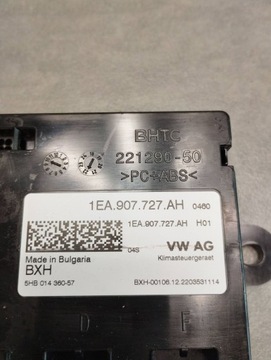 BHTC
221290-50
>PC+ABS<
1EA.907.727.AH 0460
1EA.907.727.AH H01
04S VW AG
Klimasteuergeraet
Made in Bulgaria
BXH
5HB 014 360-57
BXH-00106.12.2203531114